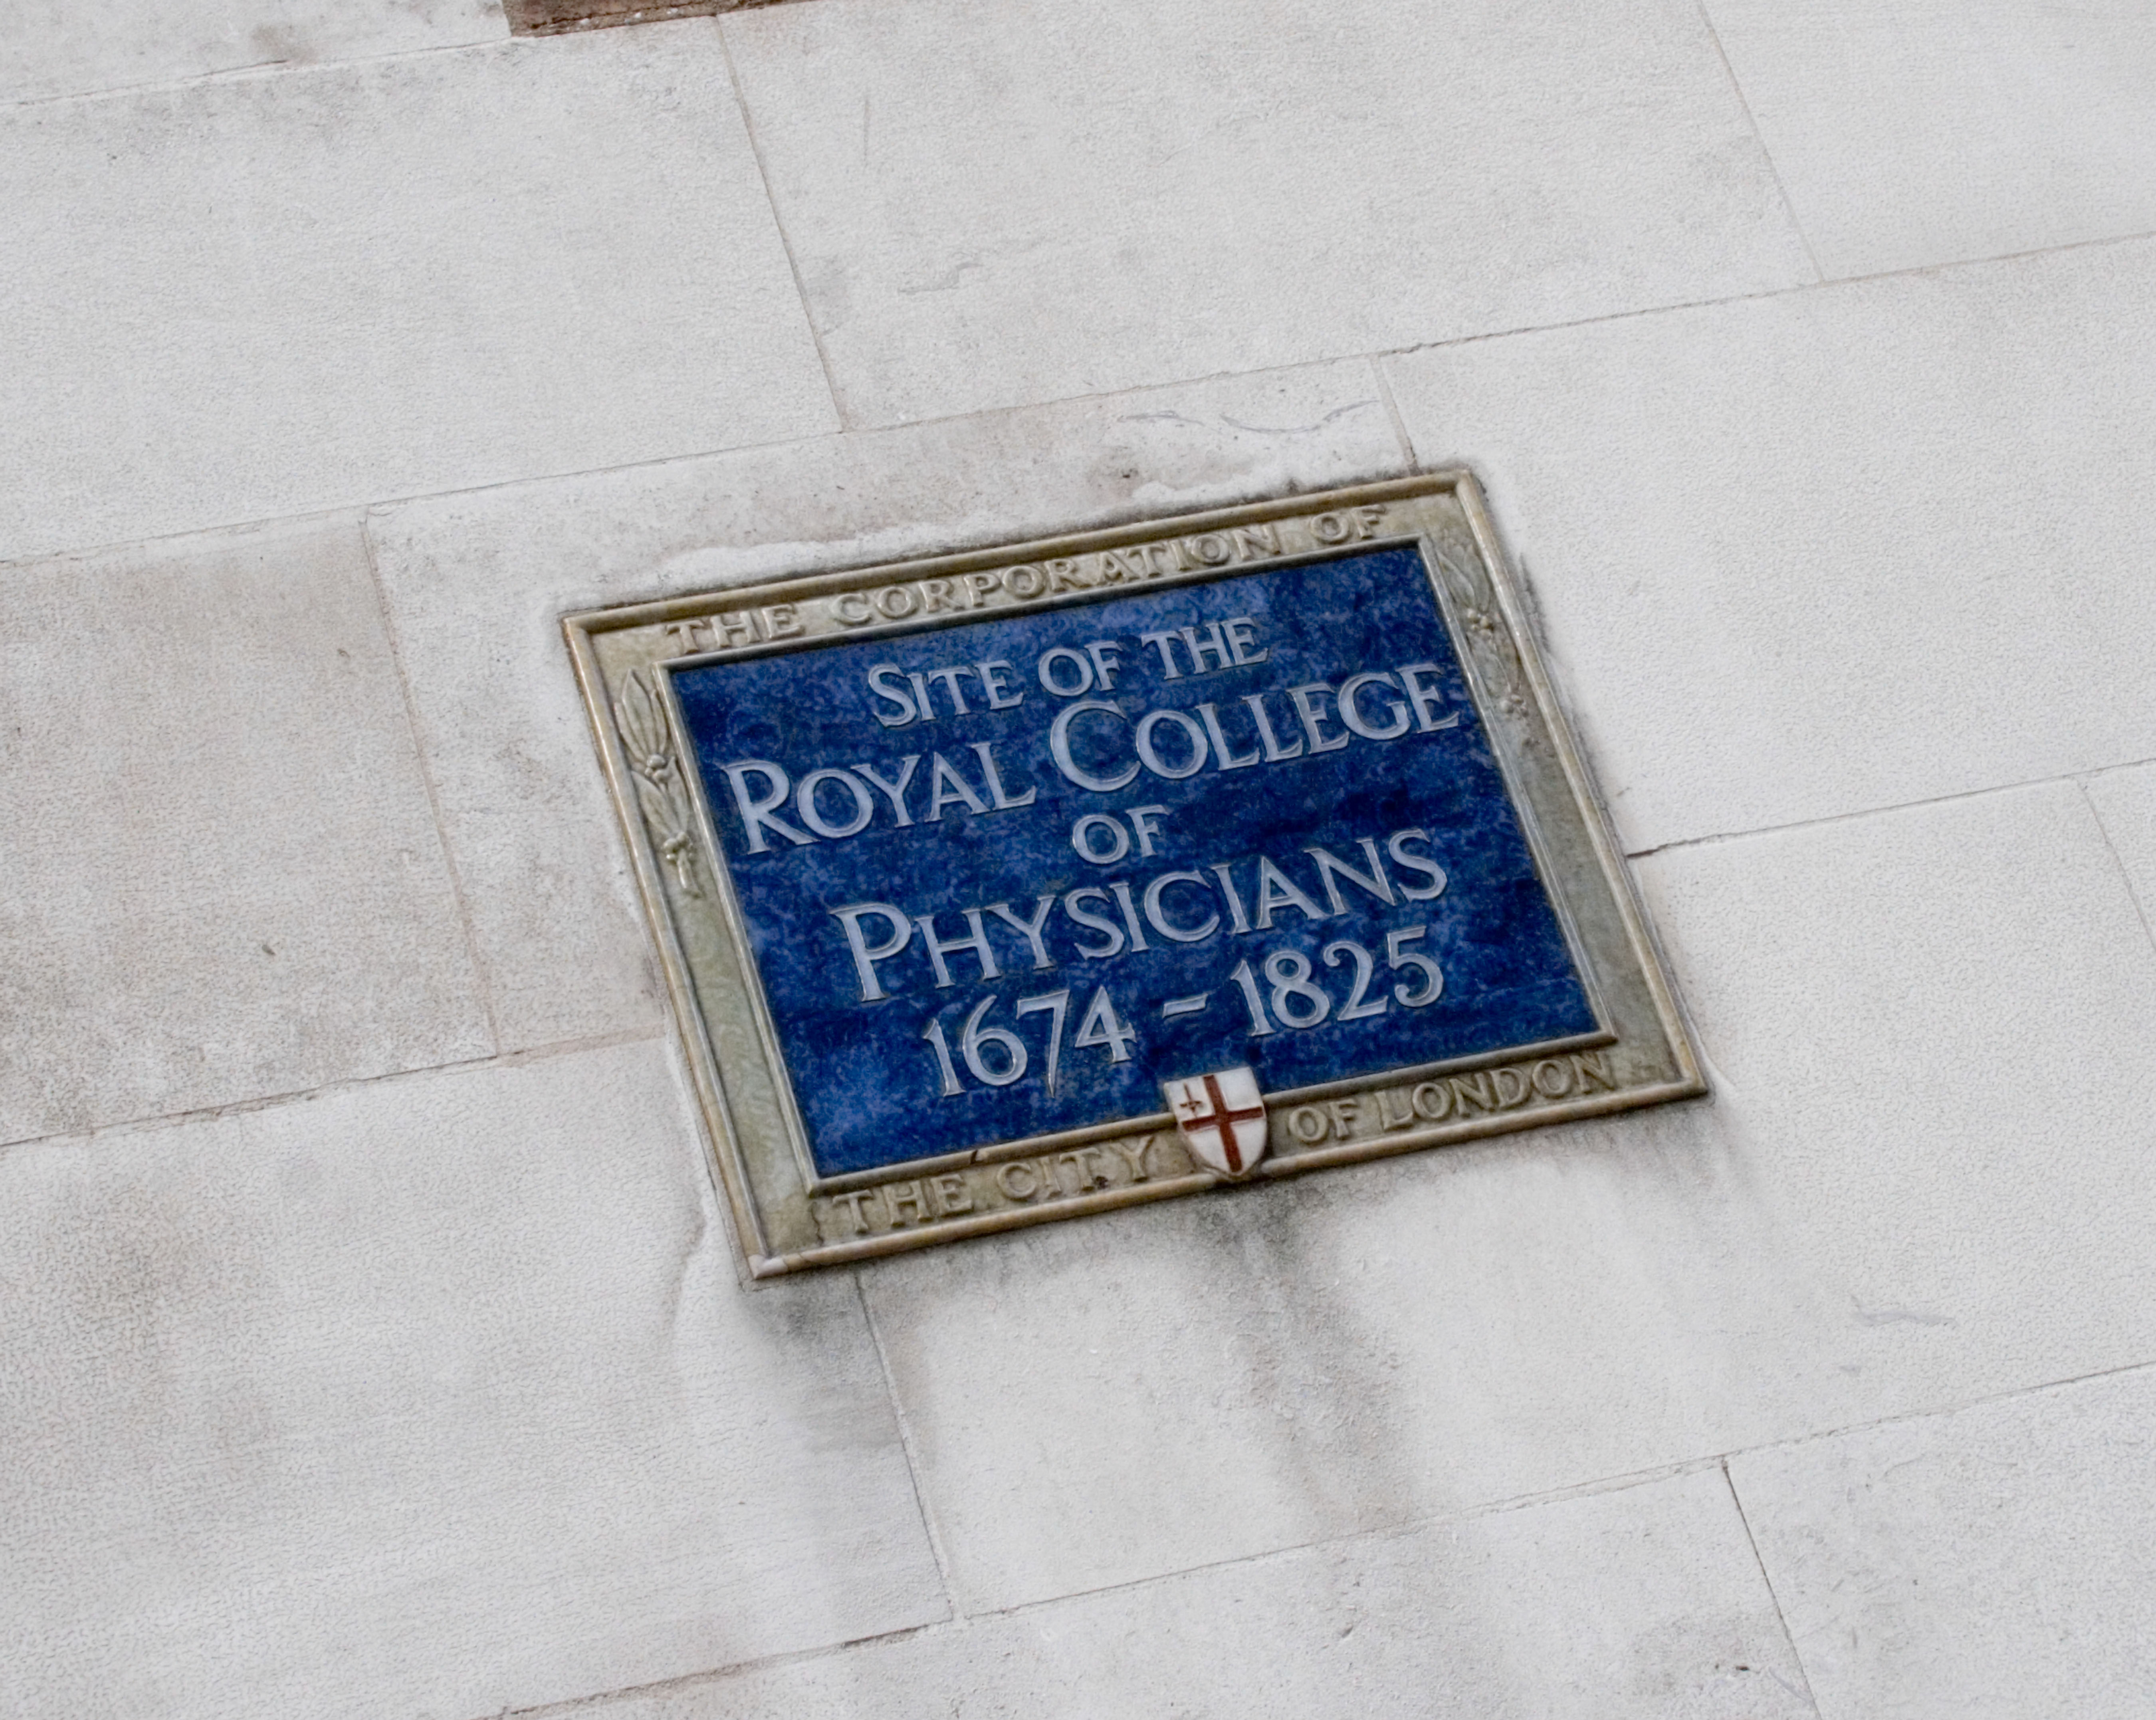 THE CORPORATION OF
SITE OF THE
ROYAL COLLEGE
OF
PHYSICIANS
1674 - 1825
THE CITY OF LONDON